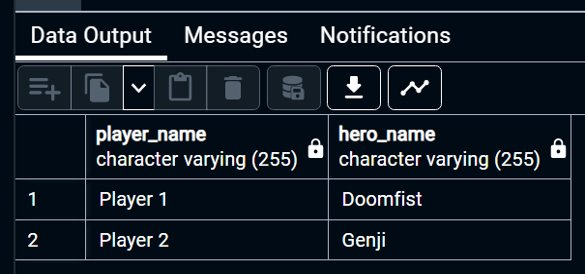 Data Output Messages Notifications
player_name hero_name
character varying (255) character varying (255)
1 Player 1 Doomfist
2 Player 2 Genji